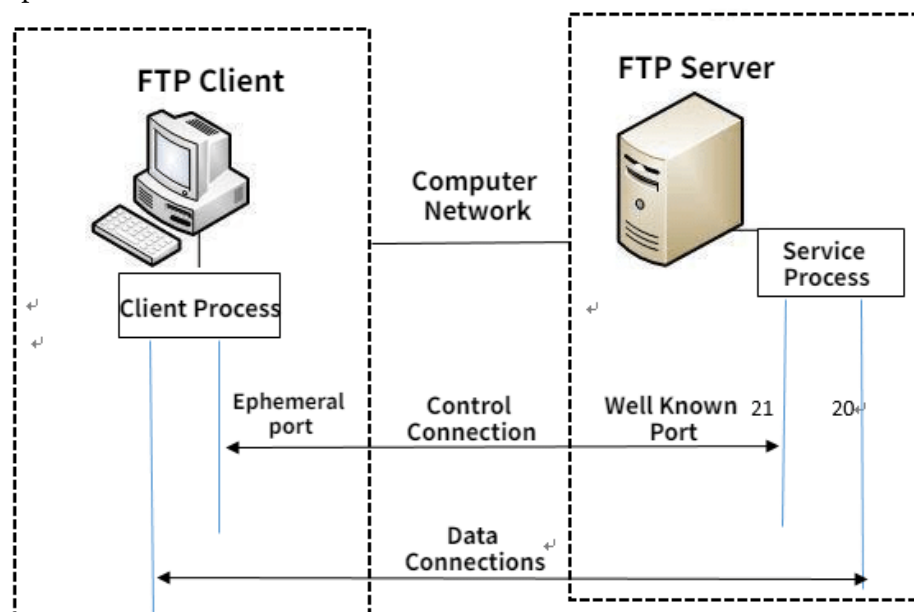 FTP Client
FTP Server
Computer
Network
Service
Process
Client Process
Ephemeral
port
Control
Connection
Well Known
Port
21
20
Data
Connections